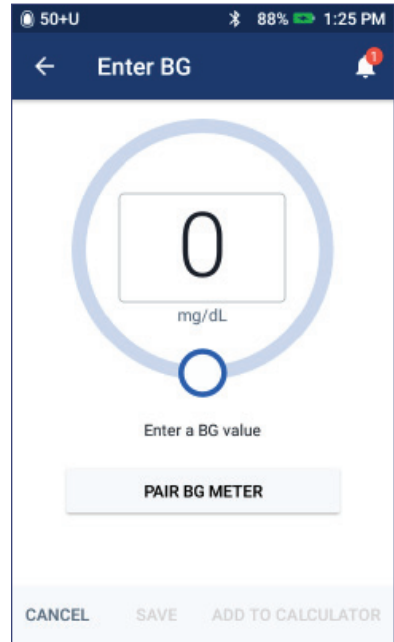 50+U 88% 1:25 PM
Enter BG 1
0
mg/dL
Enter a BG value
PAIR BG METER
CANCEL SAVE ADD TO CALCULATOR